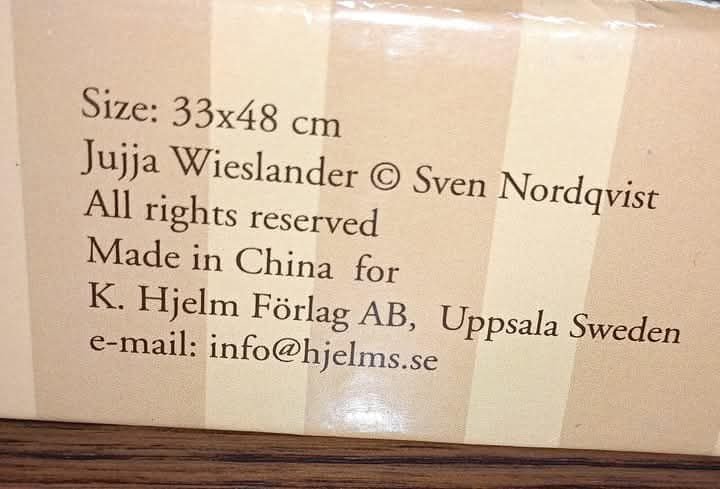 Size: 33x48 cm
Jujja Wieslander © Sven Nordqvist
All rights reserved
Made in China for
K. Hjelm Förlag AB, Uppsala Sweden
e-mail: info@hjelms.se